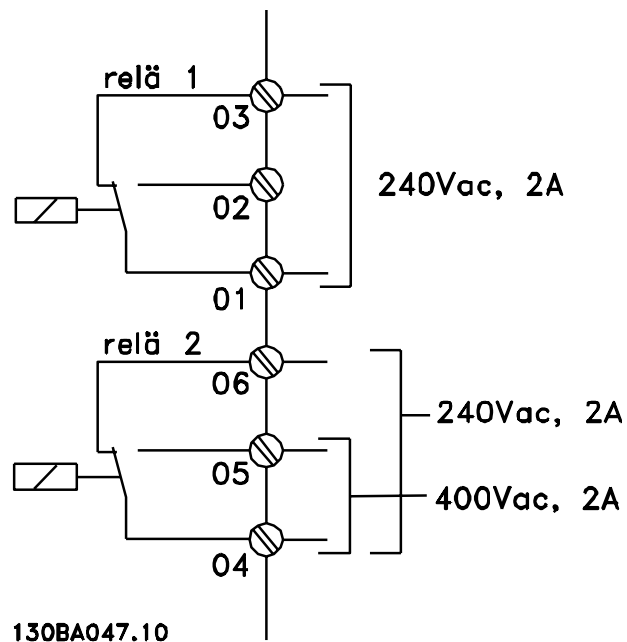 relä 1
03
02
240Vac, 2A
01
relä 2
06
240Vac, 2A
05
400Vac, 2A
04
130BA047.10